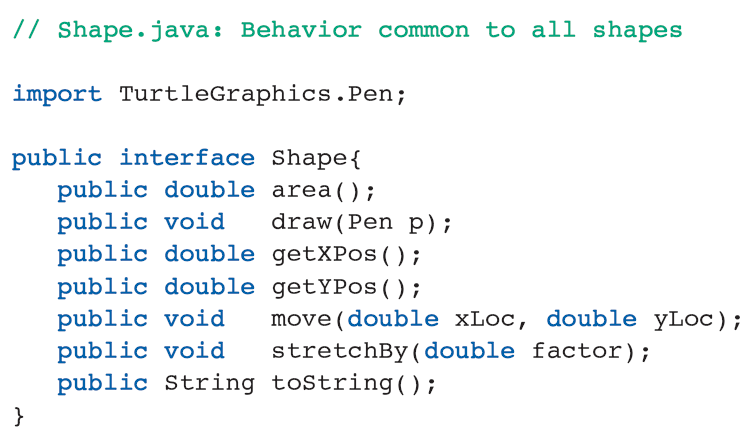 // Shape.java: Behavior common to all shapes
import TurtleGraphics.Pen;
public interface Shape{
   public double area();
   public void   draw(Pen p);
   public double getXPos();
   public double getYPos();
   public void   move(double xLoc, double yLoc);
   public void   stretchBy(double factor);
   public String toString();
}